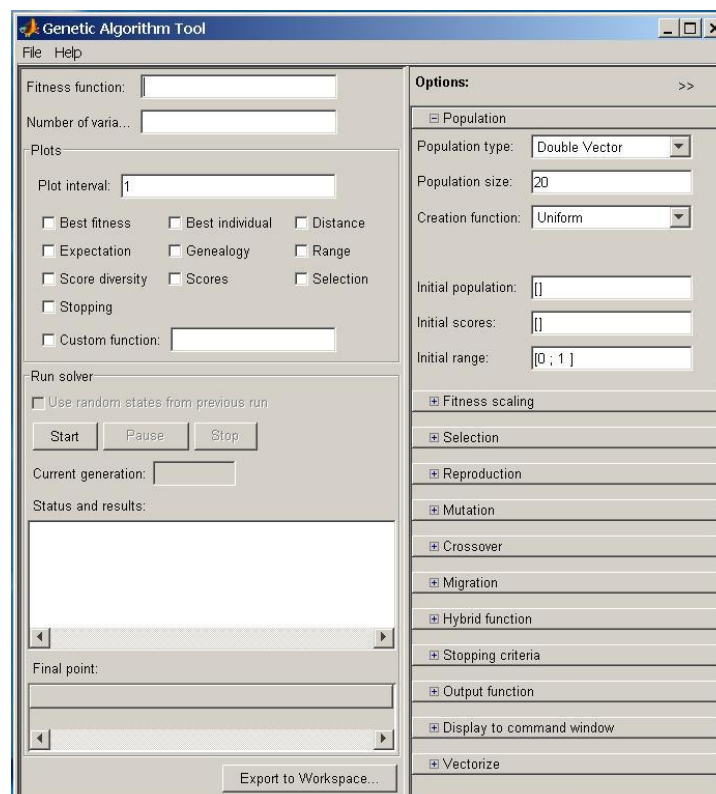 Genetic Algorithm Tool
File Help
Fitness function:
Number of varia...
Plots
Plot interval: 1
Best fitness Best individual Distance
Expectation Genealogy Range
Score diversity Scores Selection
Stopping
Custom function:
Run solver
Use random states from previous run
Start Pause Stop
Current generation:
Status and results:
Final point:
Export to Workspace...
Options: >>
Population
Population type: Double Vector
Population size: 20
Creation function: Uniform
Initial population: []
Initial scores: []
Initial range: [0 ; 1 ]
Fitness scaling
Selection
Reproduction
Mutation
Crossover
Migration
Hybrid function
Stopping criteria
Output function
Display to command window
Vectorize